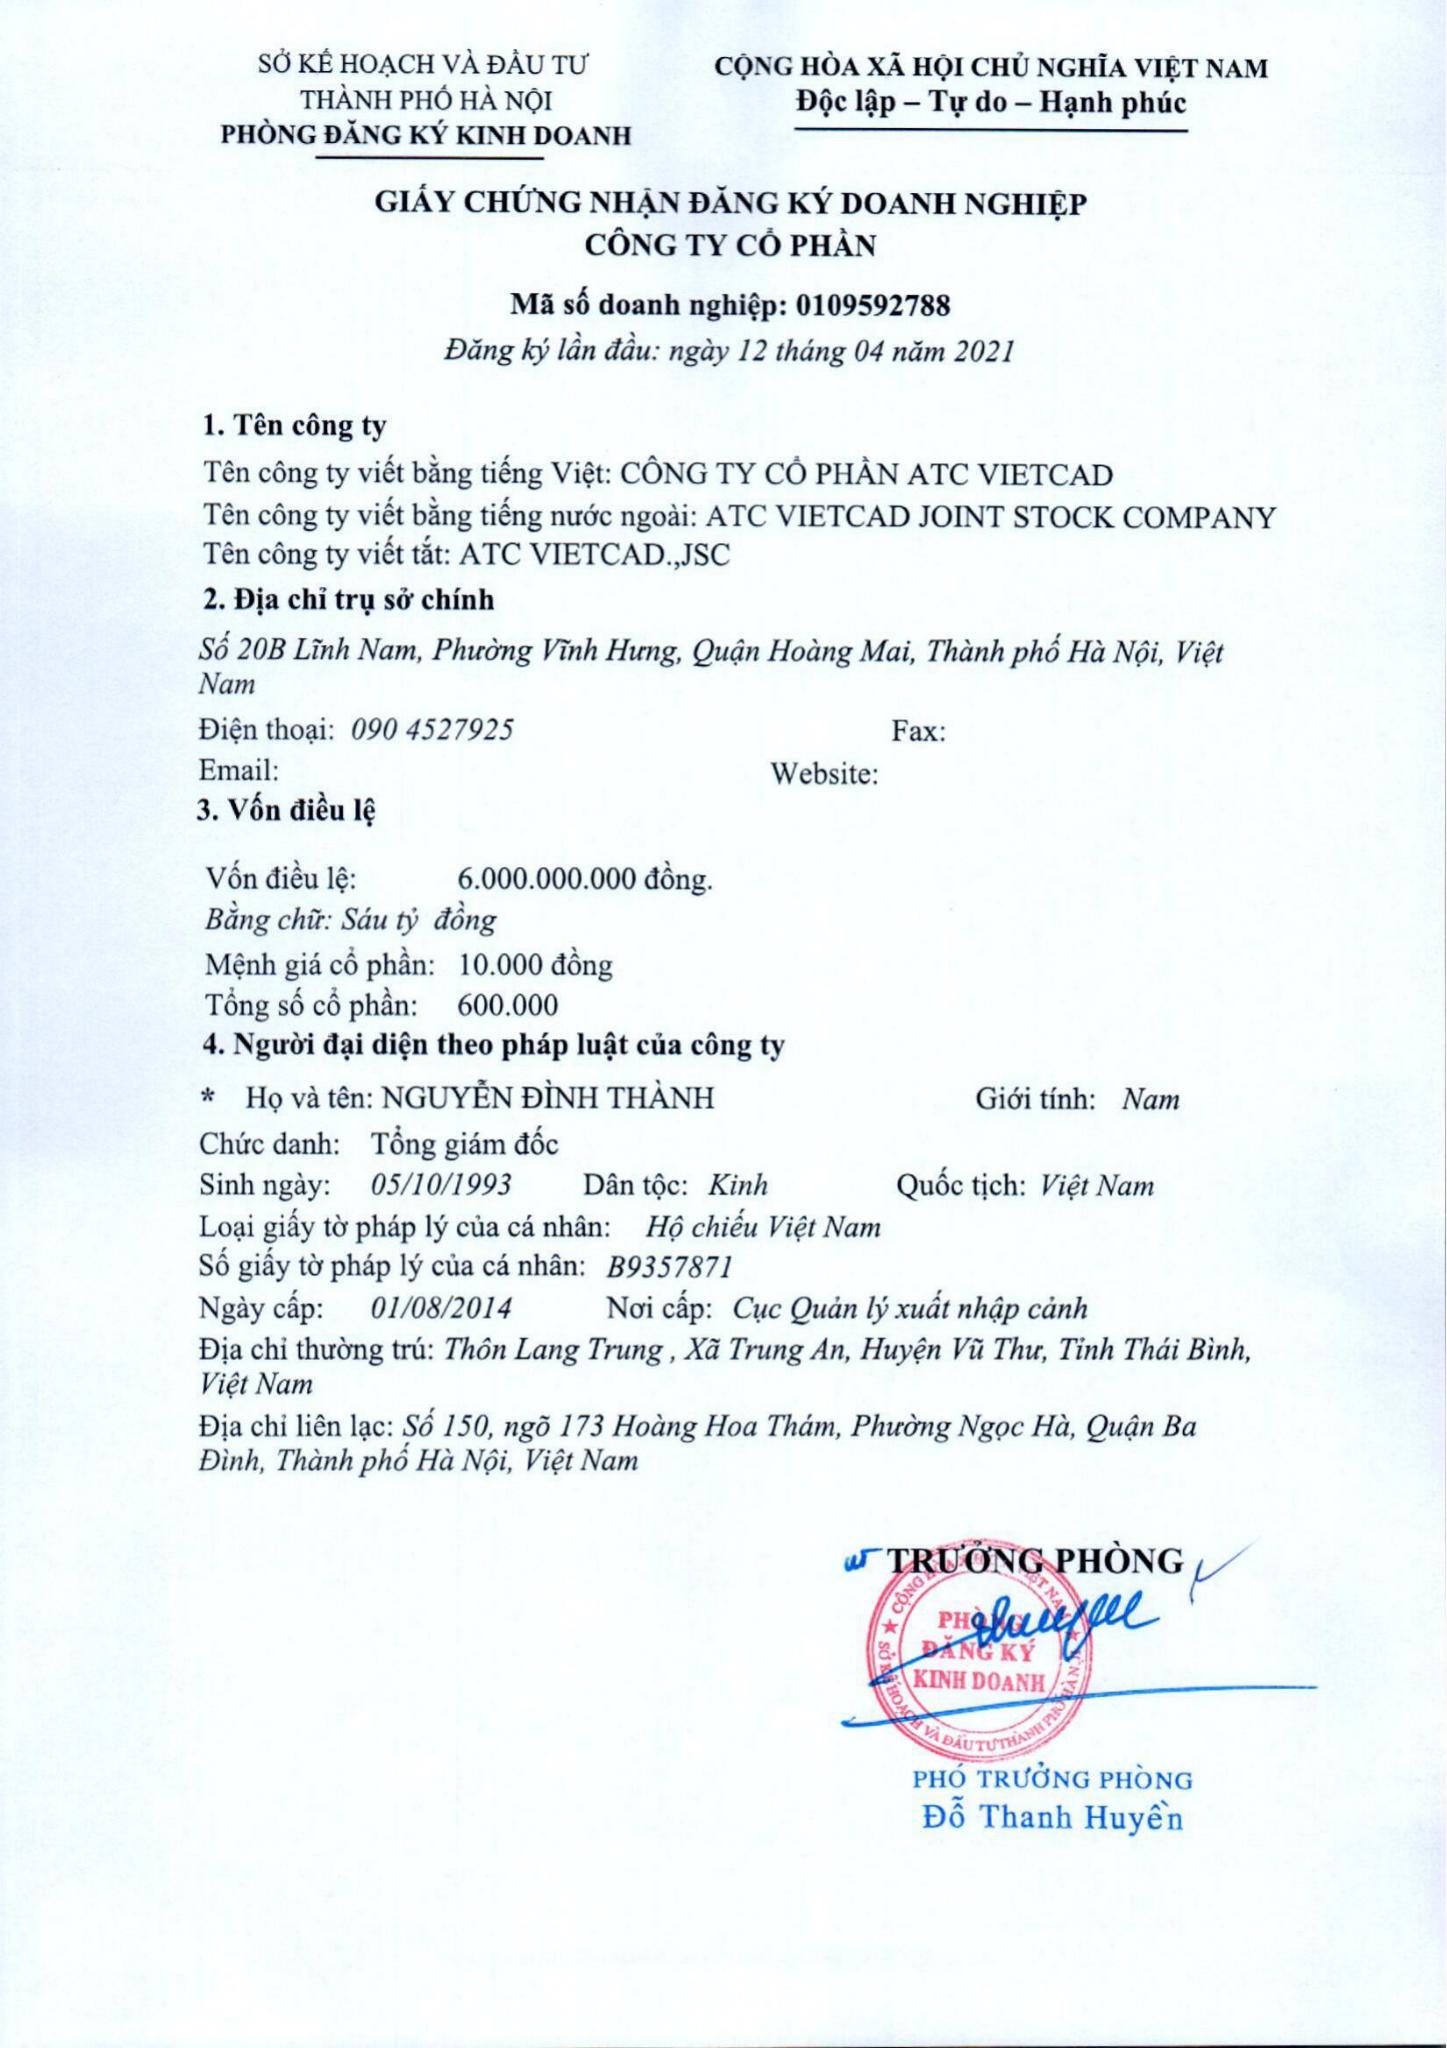 SỞ KẾ HOẠCH VÀ ĐẦU TƯ
THÀNH PHỐ HÀ NỘI
PHÒNG ĐĂNG KÝ KINH DOANH
CỘNG HÒA XÃ HỘI CHỦ NGHĨA VIỆT NAM
Độc lập – Tự do – Hạnh phúc
GIẤY CHỨNG NHẬN ĐĂNG KÝ DOANH NGHIỆP
CÔNG TY CỔ PHẦN
Mã số doanh nghiệp: 0109592788
Đăng ký lần đầu: ngày 12 tháng 04 năm 2021
1. Tên công ty
Tên công ty viết bằng tiếng Việt: CÔNG TY CỔ PHẦN ATC VIETCAD
Tên công ty viết bằng tiếng nước ngoài: ATC VIETCAD JOINT STOCK COMPANY
Tên công ty viết tắt: ATC VIETCAD.,JSC
2. Địa chỉ trụ sở chính
Số 20B Lĩnh Nam, Phường Vĩnh Hưng, Quận Hoàng Mai, Thành phố Hà Nội, Việt
Nam
Điện thoại: 090 4527925 Fax:
Email: Website:
3. Vốn điều lệ
Vốn điều lệ: 6.000.000.000 đồng.
Bằng chữ: Sáu tỷ đồng
Mệnh giá cổ phần: 10.000 đồng
Tổng số cổ phần: 600.000
4. Người đại diện theo pháp luật của công ty
* Họ và tên: NGUYỄN ĐÌNH THÀNH Giới tính: Nam
Chức danh: Tổng giám đốc
Sinh ngày: 05/10/1993 Dân tộc: Kinh Quốc tịch: Việt Nam
Loại giấy tờ pháp lý của cá nhân: Hộ chiếu Việt Nam
Số giấy tờ pháp lý của cá nhân: B9357871
Ngày cấp: 01/08/2014 Nơi cấp: Cục Quản lý xuất nhập cảnh
Địa chỉ thường trú: Thôn Lang Trung , Xã Trung An, Huyện Vũ Thư, Tỉnh Thái Bình,
Việt Nam
Địa chỉ liên lạc: Số 150, ngõ 173 Hoàng Hoa Thám, Phường Ngọc Hà, Quận Ba
Đình, Thành phố Hà Nội, Việt Nam
TRƯỞNG PHÒNG
PHÒNG
ĐĂNG KÝ
KINH DOANH
SỞ KẾ HOẠCH VÀ ĐẦU TƯ THÀNH PHỐ HÀ NỘI
PHÓ TRƯỞNG PHÒNG
Đỗ Thanh Huyền